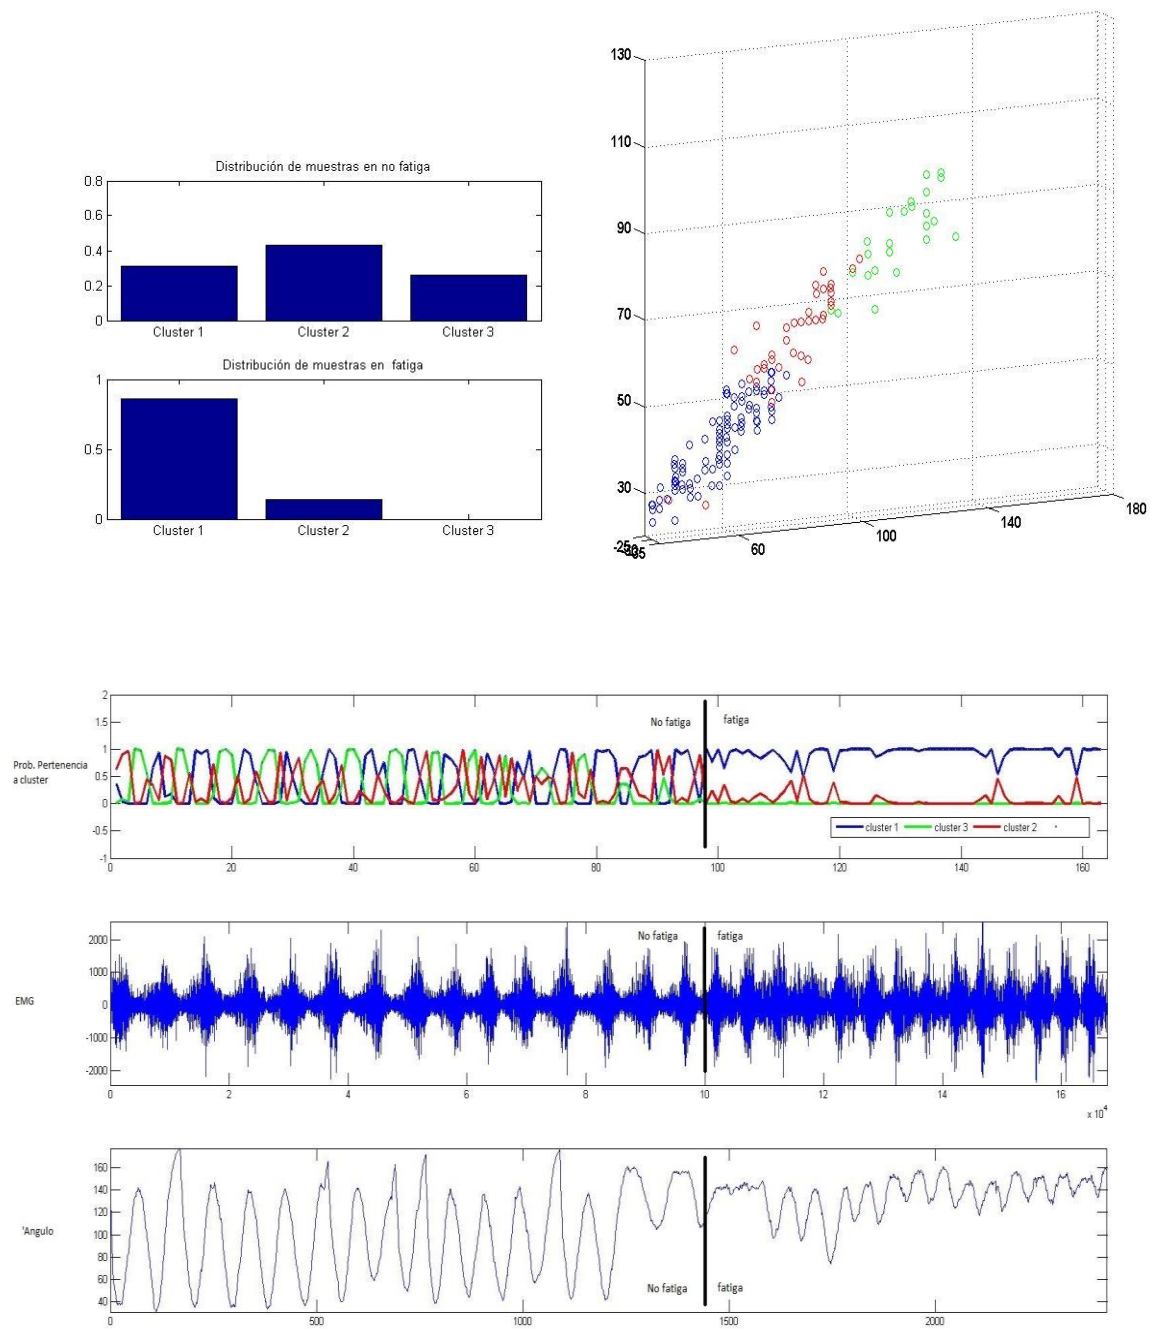 Distribución de muestras en no fatiga
0.8
0.6
0.4
0.2
0
Cluster 1 Cluster 2 Cluster 3
Distribución de muestras en fatiga
1
0.5
0
Cluster 1 Cluster 2 Cluster 3
130
110
90
70
50
30
60
100
140
180
Prob. Pertenencia
a cluster
2
1.5
1
0.5
0
-0.5
-1
No fatiga fatiga
cluster 1 cluster 3 cluster 2
0 20 40 60 80 100 120 140 160
EMG
2000
1000
0
-1000
-2000
No fatiga fatiga
0 2 4 6 8 10 12 14 16
x 10^4
'Angulo
160
140
120
100
80
60
40
No fatiga fatiga
0 500 1000 1500 2000